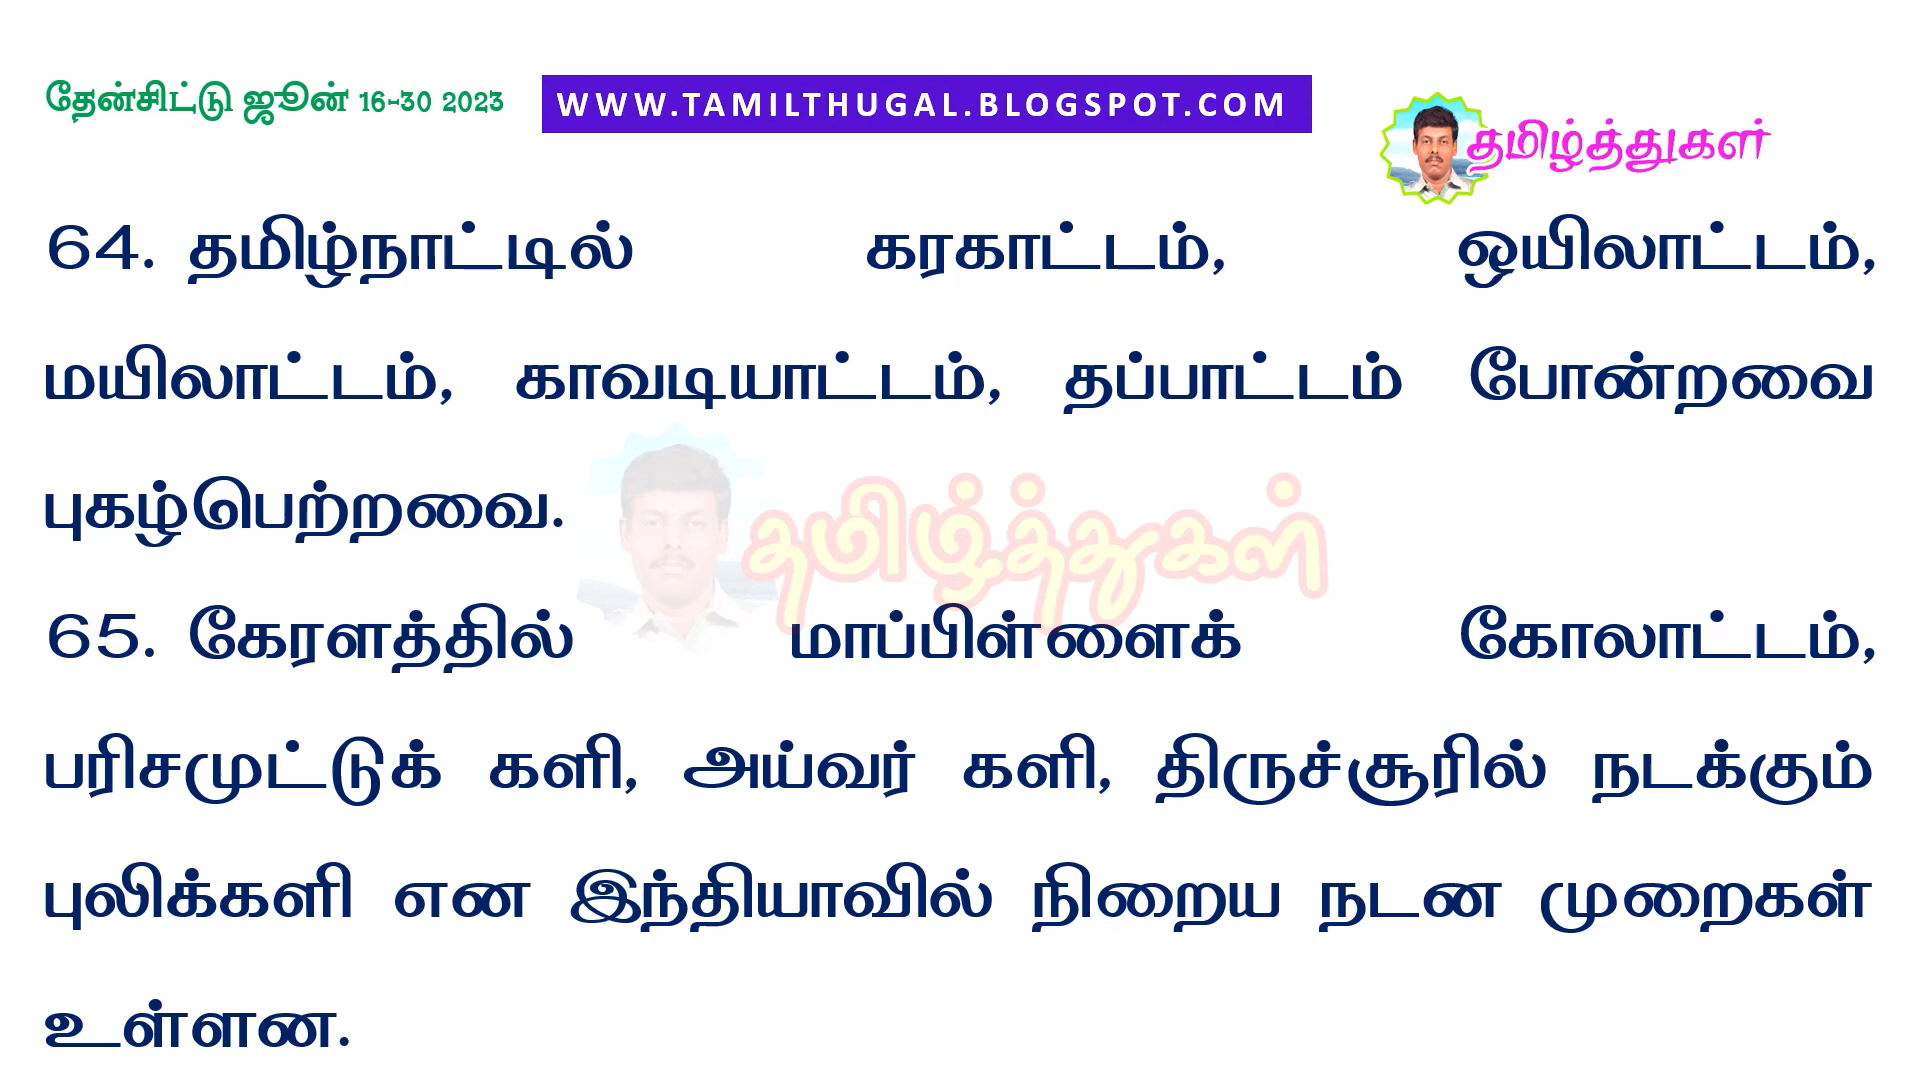 தேன்சிட்டு ஜூன் 16-30 2023 WWW.TAMILTHUGAL.BLOGSPOT.COM
தமிழ்த்துகள்
64. தமிழ்நாட்டில் கரகாட்டம், ஒயிலாட்டம்,
மயிலாட்டம், காவடியாட்டம், தப்பாட்டம் போன்றவை
புகழ்பெற்றவை.
தமிழ்த்துகள்
65. கேரளத்தில் மாப்பிள்ளைக் கோலாட்டம்,
பரிசமுட்டுக் களி, அய்வர் களி, திருச்சூரில் நடக்கும்
புலிக்களி என இந்தியாவில் நிறைய நடன முறைகள்
உள்ளன.